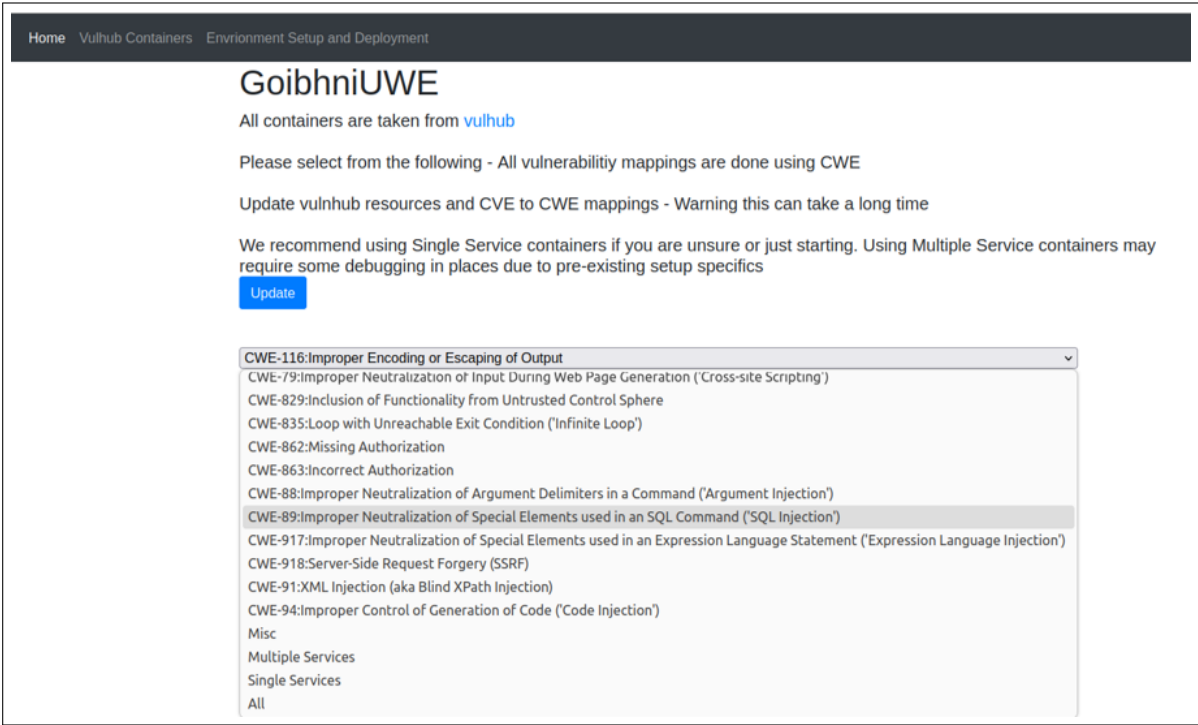 Home Vulhub Containers Envrionment Setup and Deployment
GoibhniUWE
All containers are taken from vulhub
Please select from the following - All vulnerabilitiy mappings are done using CWE
Update vulnhub resources and CVE to CWE mappings - Warning this can take a long time
We recommend using Single Service containers if you are unsure or just starting. Using Multiple Service containers may
require some debugging in places due to pre-existing setup specifics
Update
CWE-116:Improper Encoding or Escaping of Output
CWE-79:Improper Neutralization of Input During Web Page Generation ('Cross-site Scripting')
CWE-829:Inclusion of Functionality from Untrusted Control Sphere
CWE-835:Loop with Unreachable Exit Condition ('Infinite Loop')
CWE-862:Missing Authorization
CWE-863:Incorrect Authorization
CWE-88:Improper Neutralization of Argument Delimiters in a Command ('Argument Injection')
CWE-89:Improper Neutralization of Special Elements used in an SQL Command ('SQL Injection')
CWE-917:Improper Neutralization of Special Elements used in an Expression Language Statement ('Expression Language Injection')
CWE-918:Server-Side Request Forgery (SSRF)
CWE-91:XML Injection (aka Blind XPath Injection)
CWE-94:Improper Control of Generation of Code ('Code Injection')
Misc
Multiple Services
Single Services
All